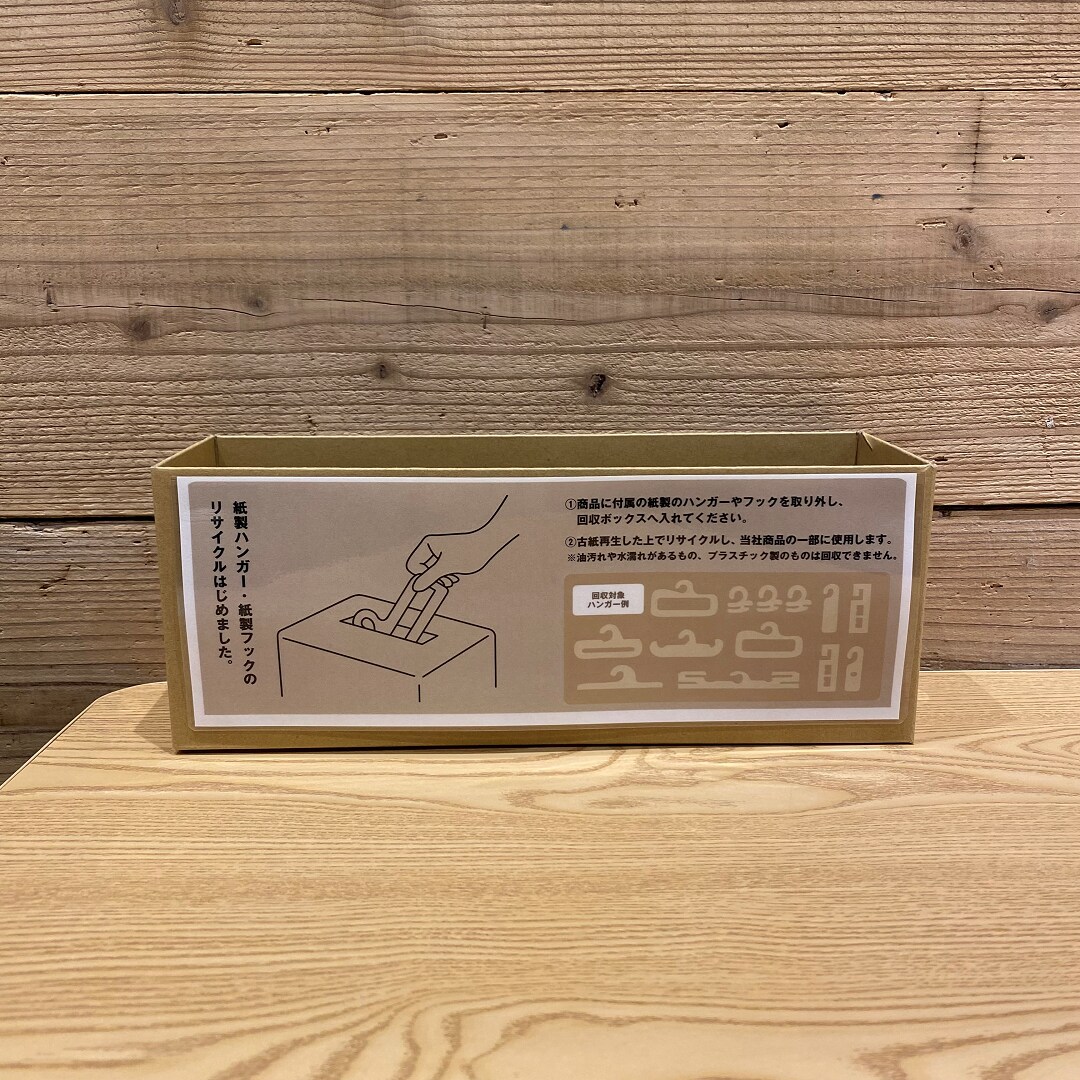 紙製ハンガー・紙製フックの
リサイクルはじめました。
①商品に付属の紙製のハンガーやフックを取り外し、
回収ボックスへ入れてください。
②古紙再生した上でリサイクルし、当社商品の一部に使用します。
※油汚れや水濡れがあるもの、プラスチック製のものは回収できません。
回収対象
ハンガー例